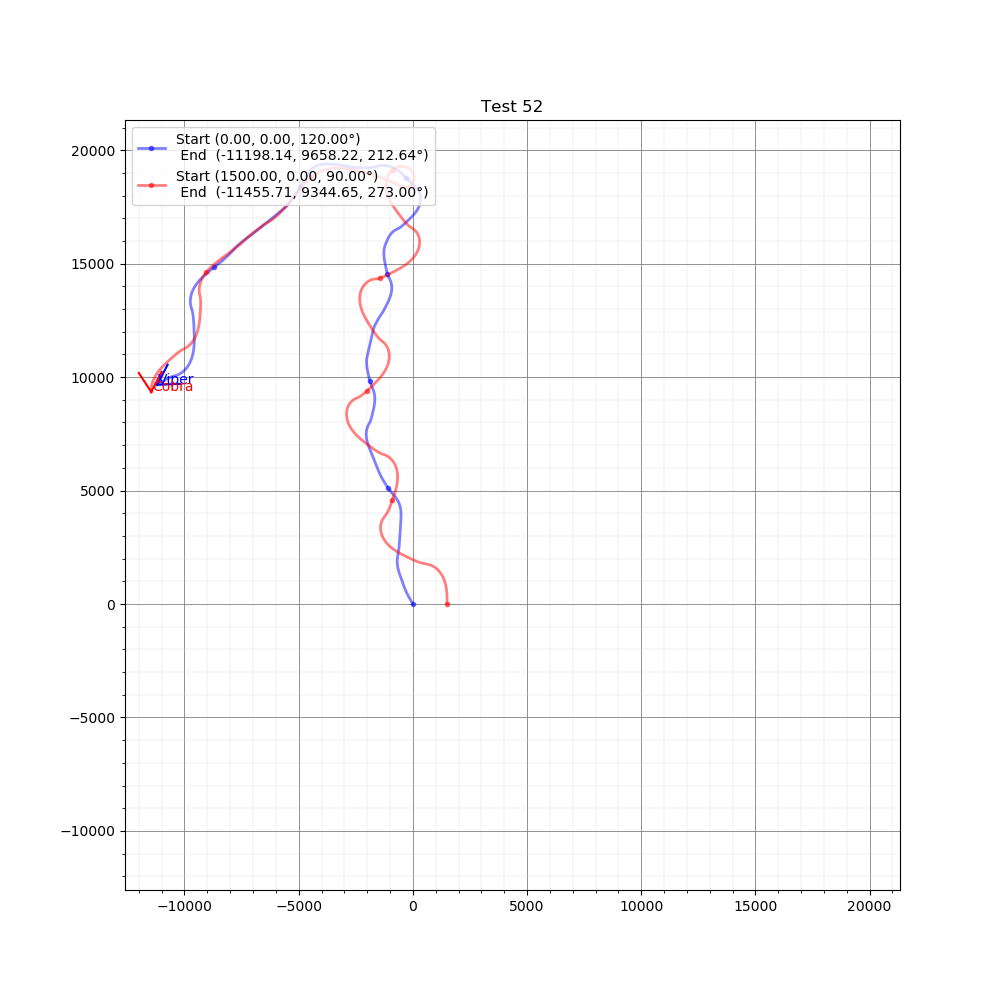 Test 52
Start (0.00, 0.00, 120.00°)
End (-11198.14, 9658.22, 212.64°)
Start (1500.00, 0.00, 90.00°)
End (-11455.71, 9344.65, 273.00°)
20000
15000
10000
5000
0
−5000
−10000
Viper
Cobra
−10000 −5000 0 5000 10000 15000 20000